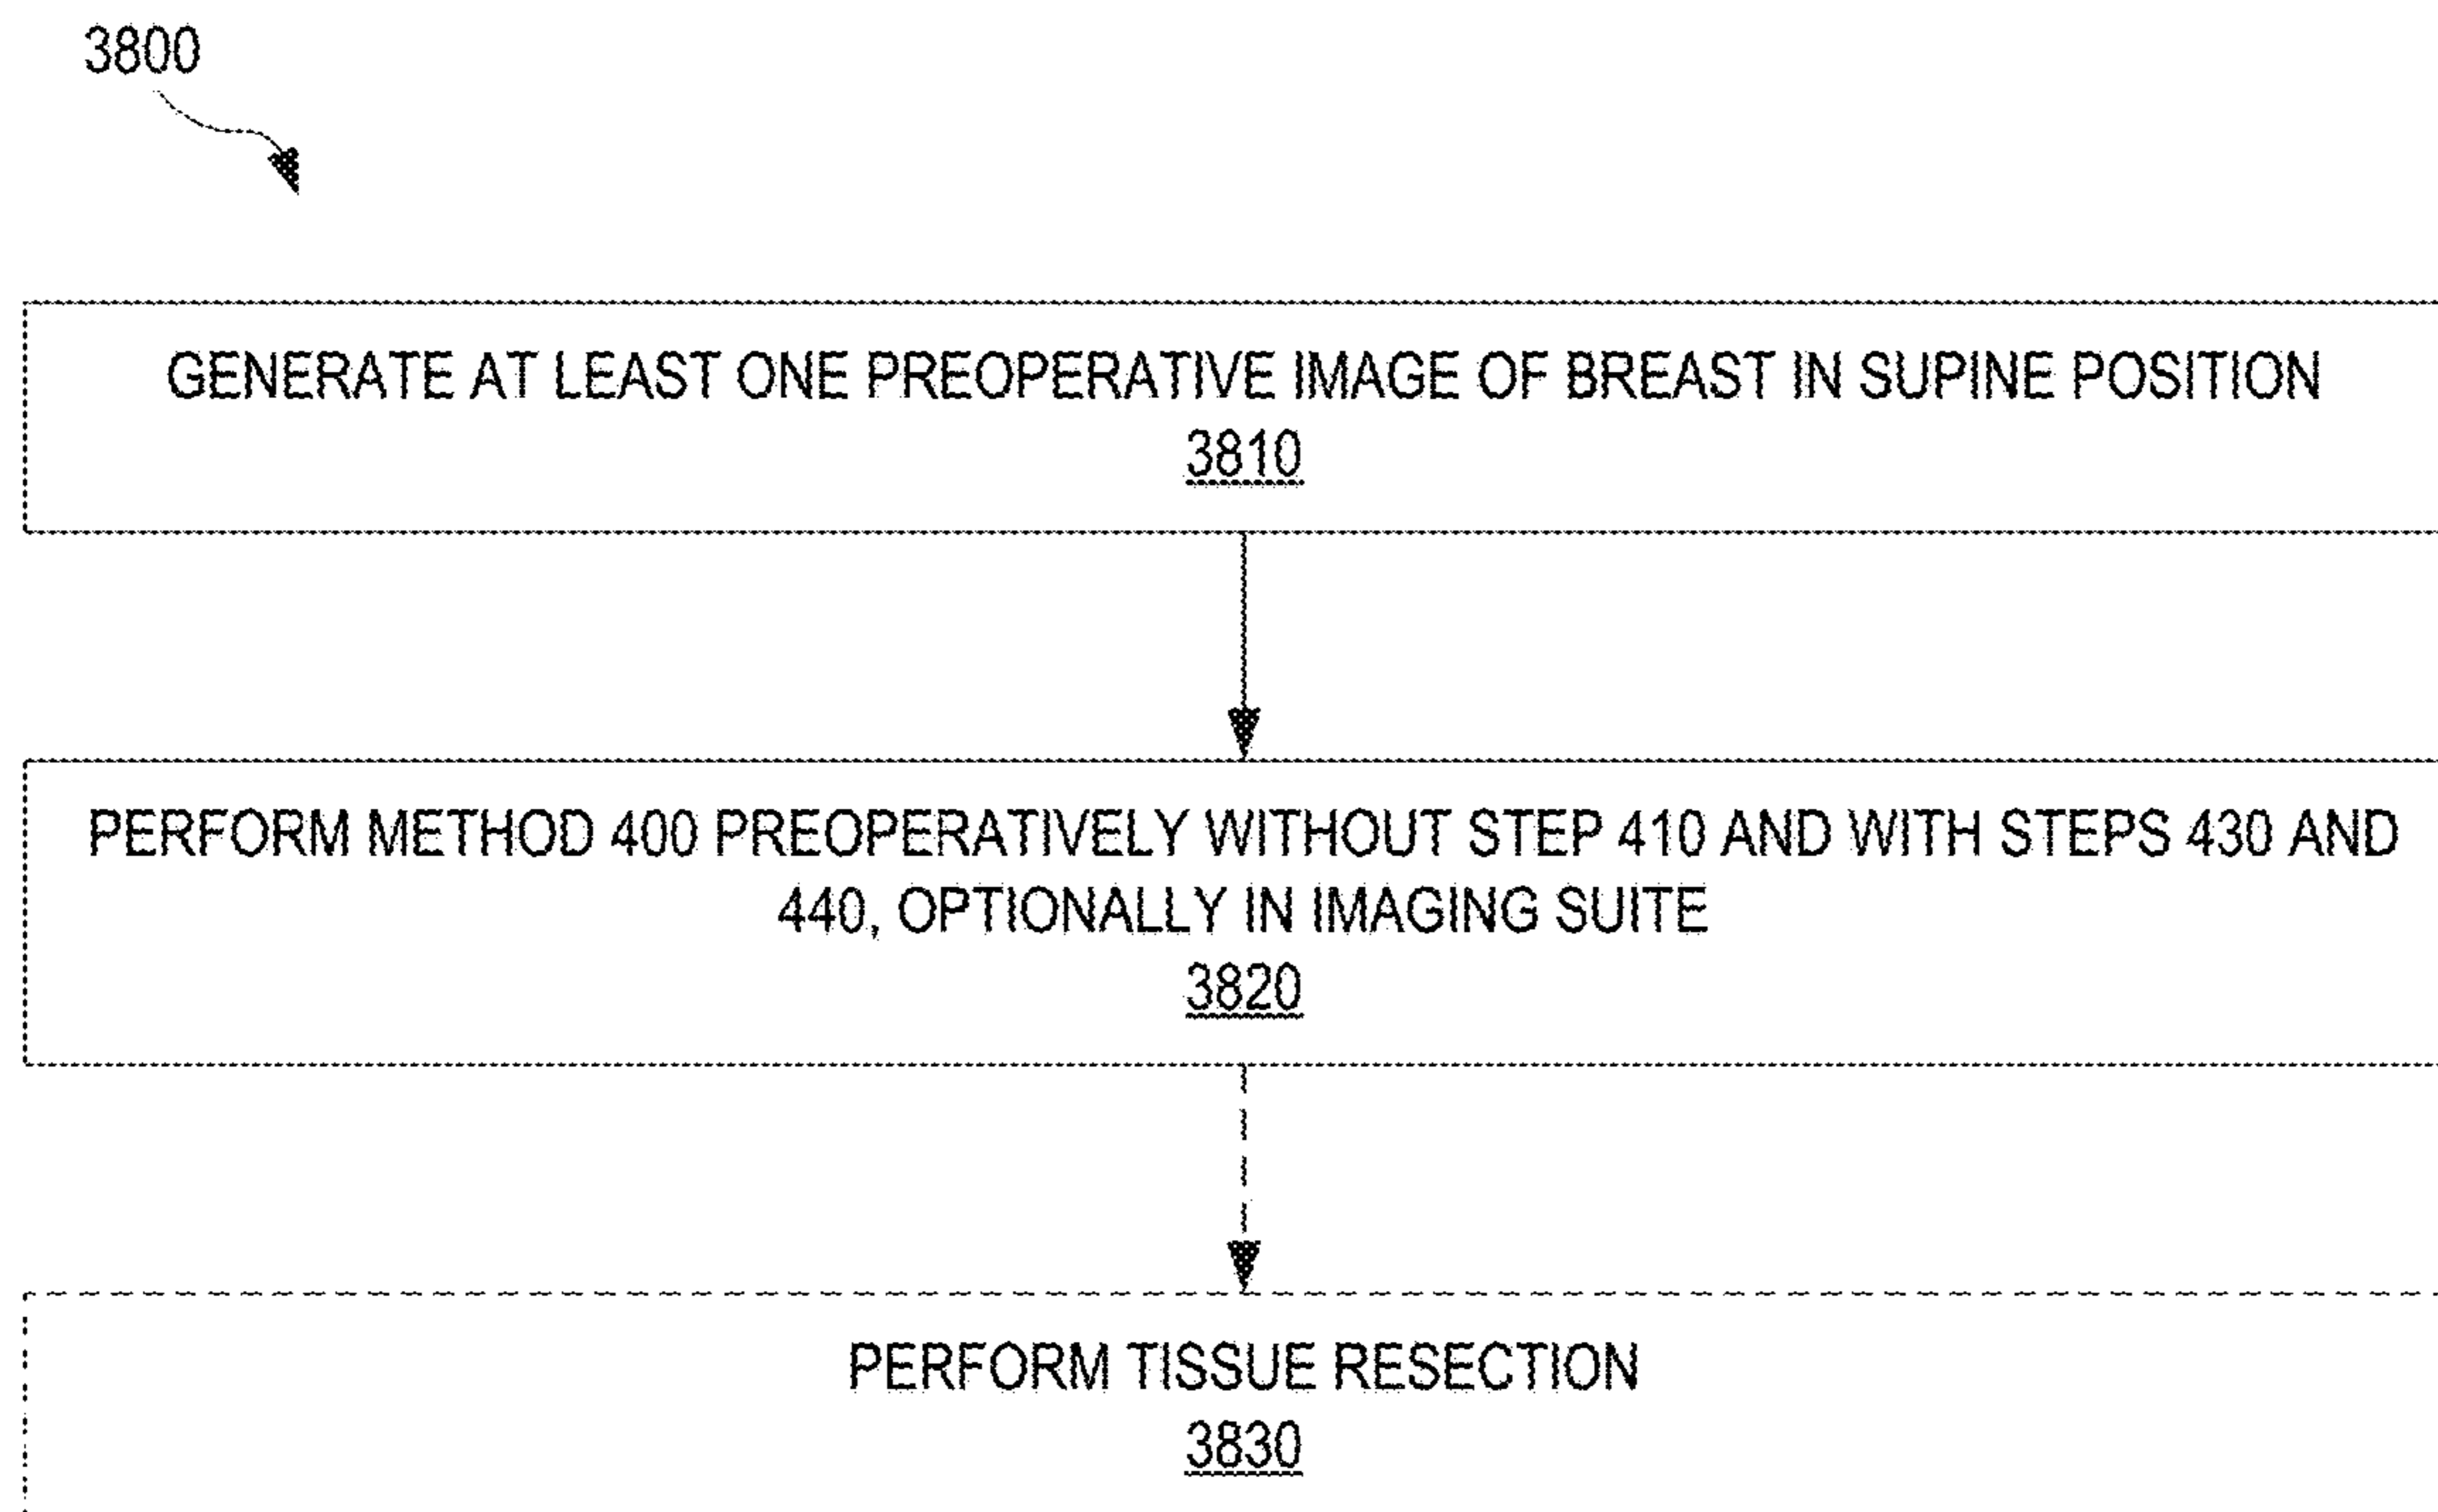 3800
GENERATE AT LEAST ONE PREOPERATIVE IMAGE OF BREAST IN SUPINE POSITION
3810
PERFORM METHOD 400 PREOPERATIVELY WITHOUT STEP 410 AND WITH STEPS 430 AND
440, OPTIONALLY IN IMAGING SUITE
3820
PERFORM TISSUE RESECTION
3830